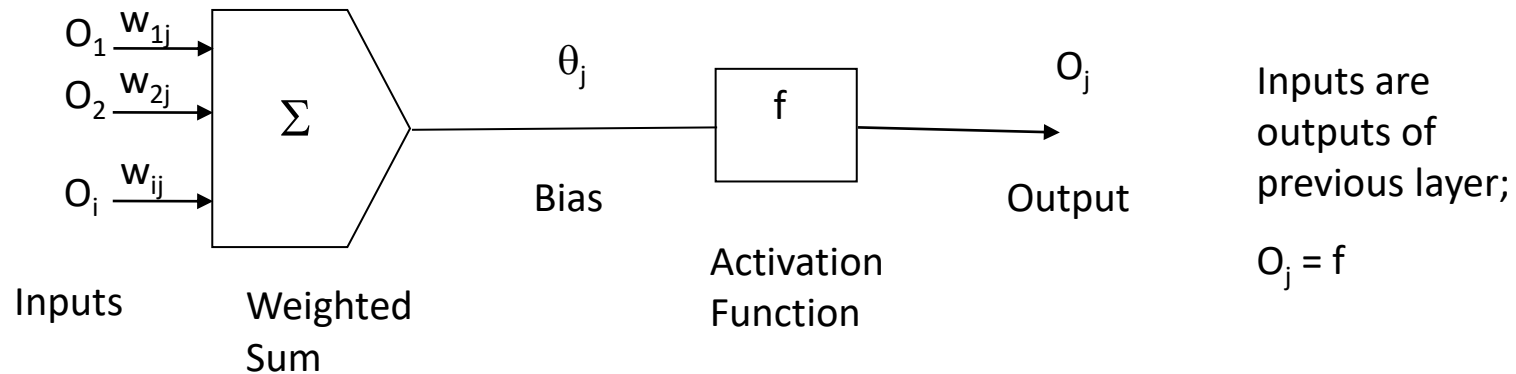 O₁ w₁ⱼ
O₂ w₂ⱼ
Oᵢ wᵢⱼ
Σ
θⱼ
f
Oⱼ
Bias
Output
Inputs
Weighted
Sum
Activation
Function
Inputs are
outputs of
previous layer;
Oⱼ = f